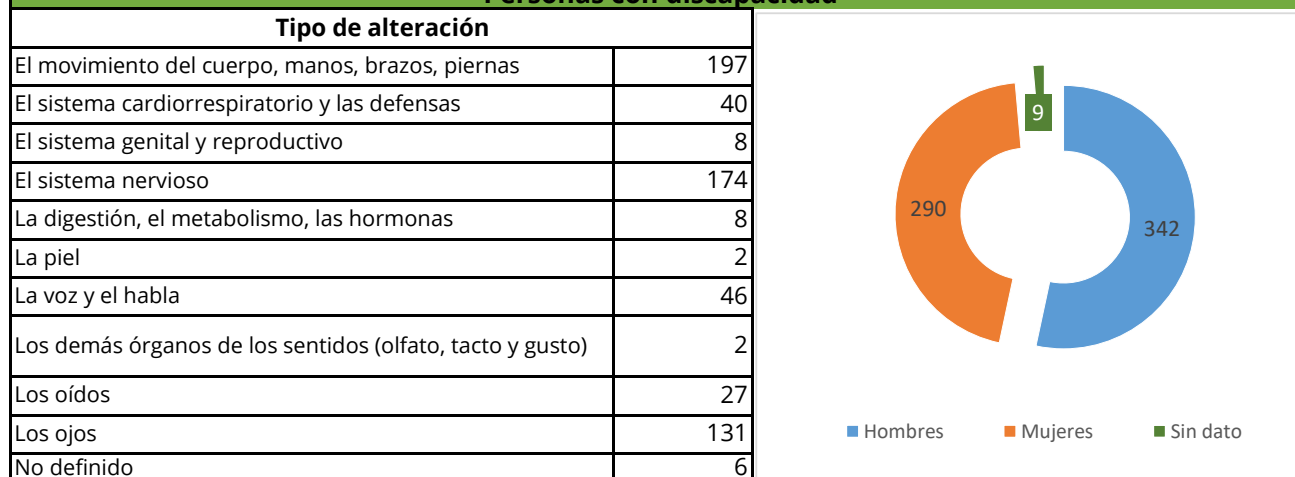 Personas con discapacidad
Tipo de alteración
El movimiento del cuerpo, manos, brazos, piernas 197
El sistema cardiorrespiratorio y las defensas 40
El sistema genital y reproductivo 8
El sistema nervioso 174
La digestión, el metabolismo, las hormonas 8
La piel 2
La voz y el habla 46
Los demás órganos de los sentidos (olfato, tacto y gusto) 2
Los oídos 27
Los ojos 131
No definido 6
9
290
342
Hombres Mujeres Sin dato